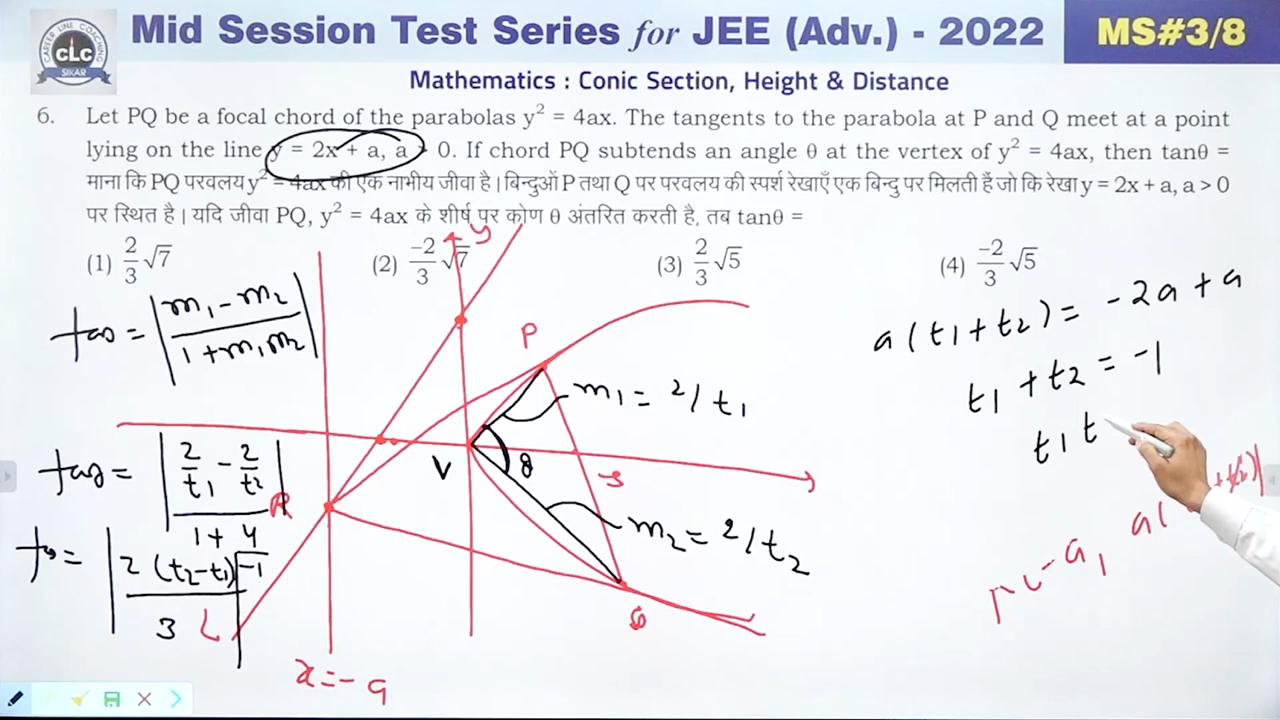 CAREER LINE COACHING
CLC
SIKAR
Mid Session Test Series for JEE (Adv.) - 2022
MS#3/8
Mathematics : Conic Section, Height & Distance
6. Let PQ be a focal chord of the parabolas y² = 4ax. The tangents to the parabola at P and Q meet at a point
lying on the line y = 2x + a, a > 0. If chord PQ subtends an angle θ at the vertex of y² = 4ax, then tanθ =
माना कि PQ परवलय y² = 4ax की एक नाभीय जीवा है। बिन्दुओं P तथा Q पर परवलय की स्पर्श रेखाएँ एक बिन्दु पर मिलती हैं जो कि रेखा y = 2x + a, a > 0
पर स्थित है। यदि जीवा PQ, y² = 4ax के शीर्ष पर कोण θ अंतरित करती है, तब tanθ =
(1) 2/3 √7 (2) -2/3 √7 (3) 2/3 √5 (4) -2/3 √5
y
tanθ = |m₁ - m₂ / 1 + m₁m₂|
P
a(t₁ + t₂) = -2a + a
m₁ = 2/t₁
t₁ + t₂ = -1
t₁ t
V
θ
S
tanθ = |2/t₁ - 2/t₂ / 1 + 4/-1|
R
m₂ = 2/t₂
|2(t₂ - t₁) / 3|
L
Q
x = -a